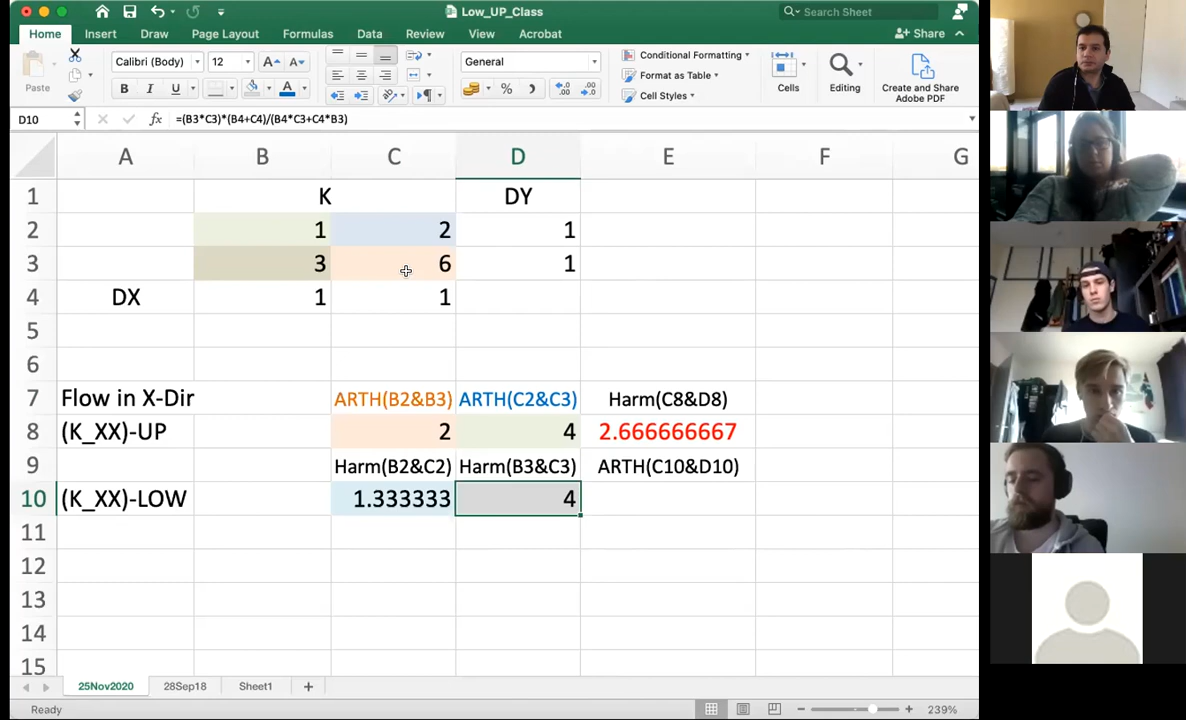 Low_UP_Class
Search Sheet
Home Insert Draw Page Layout Formulas Data Review View Acrobat Share
Paste
Calibri (Body) 12
General
Conditional Formatting
Format as Table
Cell Styles
Cells
Editing
Create and Share
Adobe PDF
D10 fx =(B3*C3)*(B4+C4)/(B4*C3+C4*B3)
A B C D E F G
1 K DY
2 1 2 1
3 3 6 1
4 DX 1 1
5
6
7 Flow in X-Dir ARTH(B2&B3) ARTH(C2&C3) Harm(C8&D8)
8 (K_XX)-UP 2 4 2.666666667
9 Harm(B2&C2) Harm(B3&C3) ARTH(C10&D10)
10 (K_XX)-LOW 1.333333 4
11
12
13
14
15
25Nov2020 28Sep18 Sheet1
Ready 239%